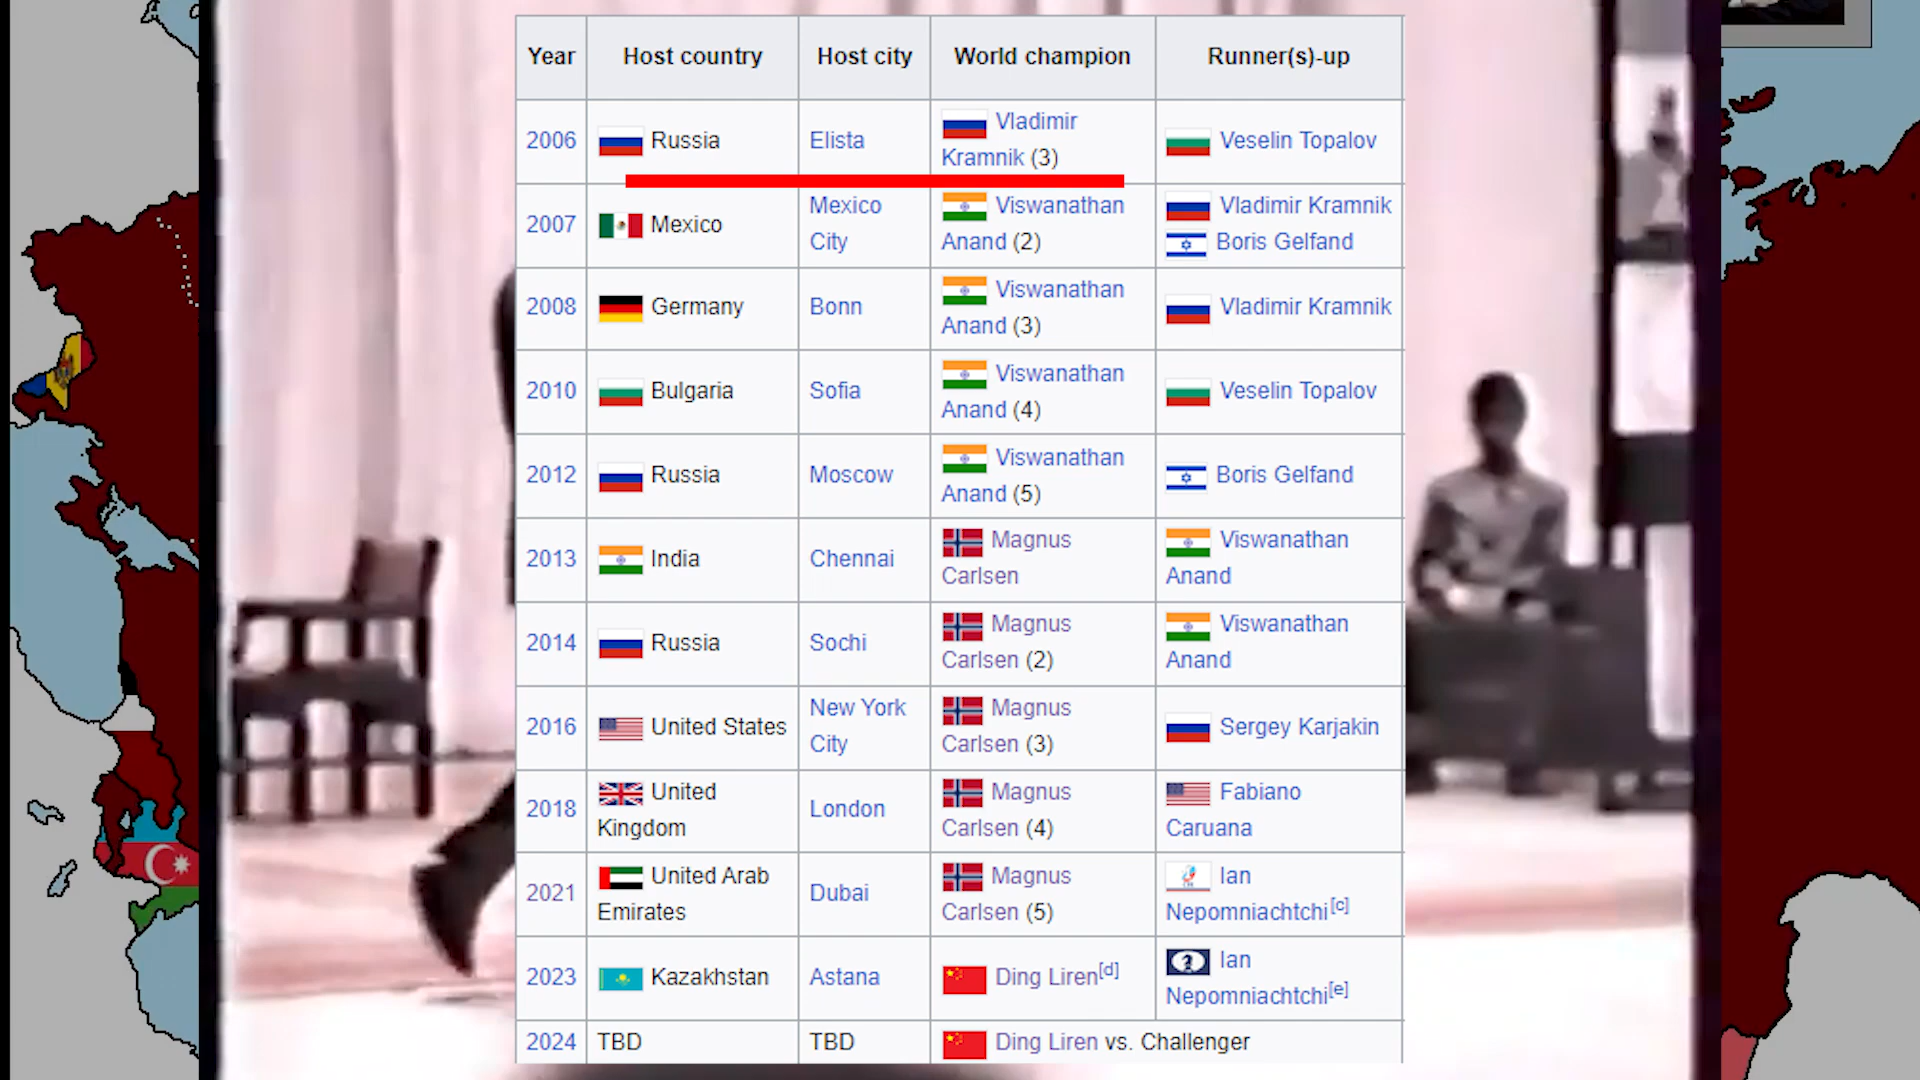 Year Host country Host city World champion Runner(s)-up
2006 Russia Elista Vladimir Kramnik (3) Veselin Topalov
2007 Mexico Mexico City Viswanathan Anand (2) Vladimir Kramnik Boris Gelfand
2008 Germany Bonn Viswanathan Anand (3) Vladimir Kramnik
2010 Bulgaria Sofia Viswanathan Anand (4) Veselin Topalov
2012 Russia Moscow Viswanathan Anand (5) Boris Gelfand
2013 India Chennai Magnus Carlsen Viswanathan Anand
2014 Russia Sochi Magnus Carlsen (2) Viswanathan Anand
2016 United States New York City Magnus Carlsen (3) Sergey Karjakin
2018 United Kingdom London Magnus Carlsen (4) Fabiano Caruana
2021 United Arab Emirates Dubai Magnus Carlsen (5) Ian Nepomniachtchi[c]
2023 Kazakhstan Astana Ding Liren[d] Ian Nepomniachtchi[e]
2024 TBD TBD Ding Liren vs. Challenger